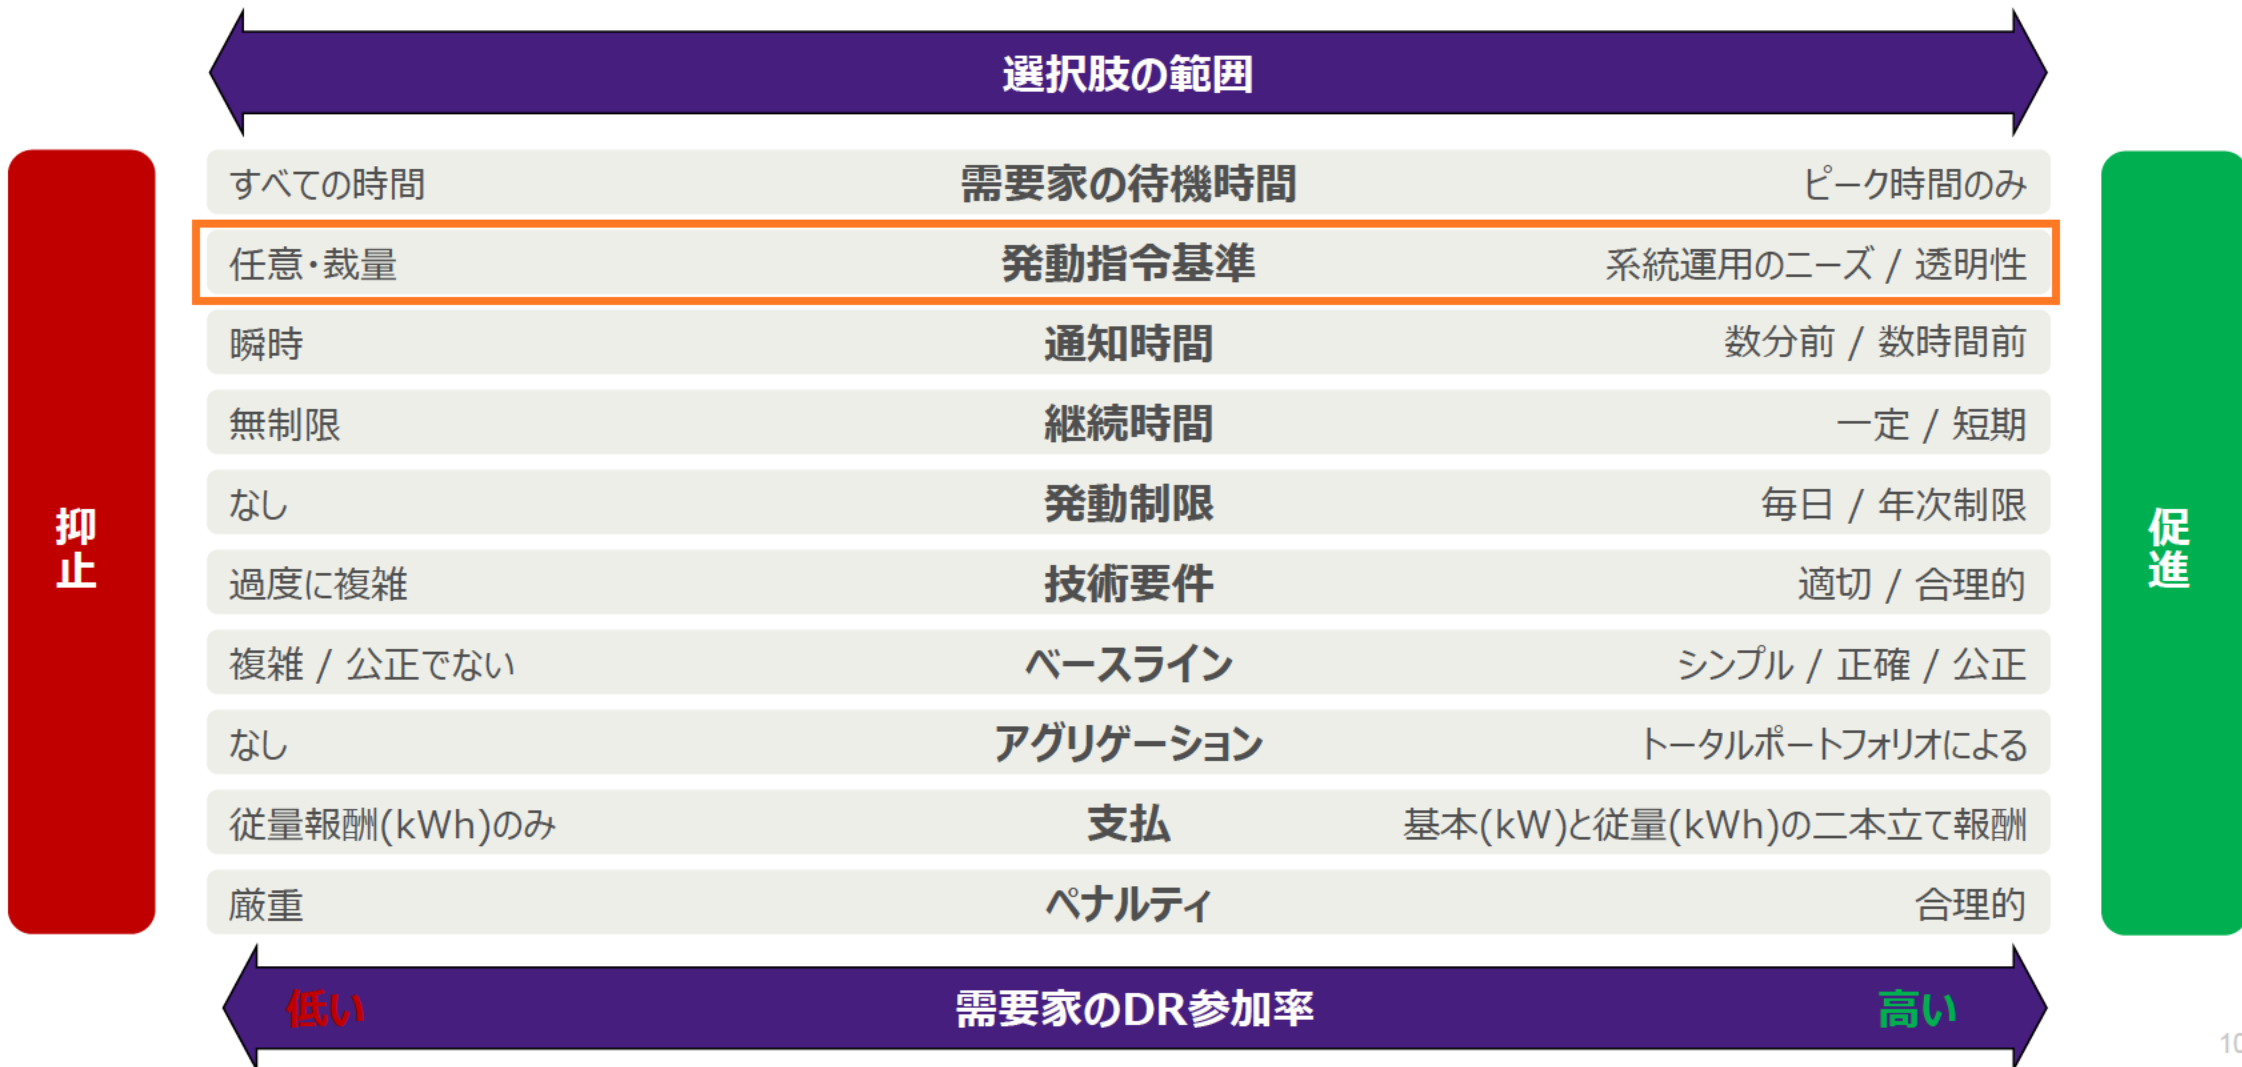 選択肢の範囲
すべての時間 需要家の待機時間 ピーク時間のみ
任意・裁量 発動指令基準 系統運用のニーズ / 透明性
瞬時 通知時間 数分前 / 数時間前
無制限 継続時間 一定 / 短期
なし 発動制限 毎日 / 年次制限
過度に複雑 技術要件 適切 / 合理的
複雑 / 公正でない ベースライン シンプル / 正確 / 公正
なし アグリゲーション トータルポートフォリオによる
従量報酬(kWh)のみ 支払 基本(kW)と従量(kWh)の二本立て報酬
厳重 ペナルティ 合理的
抑止
促進
低い 需要家のDR参加率 高い
10